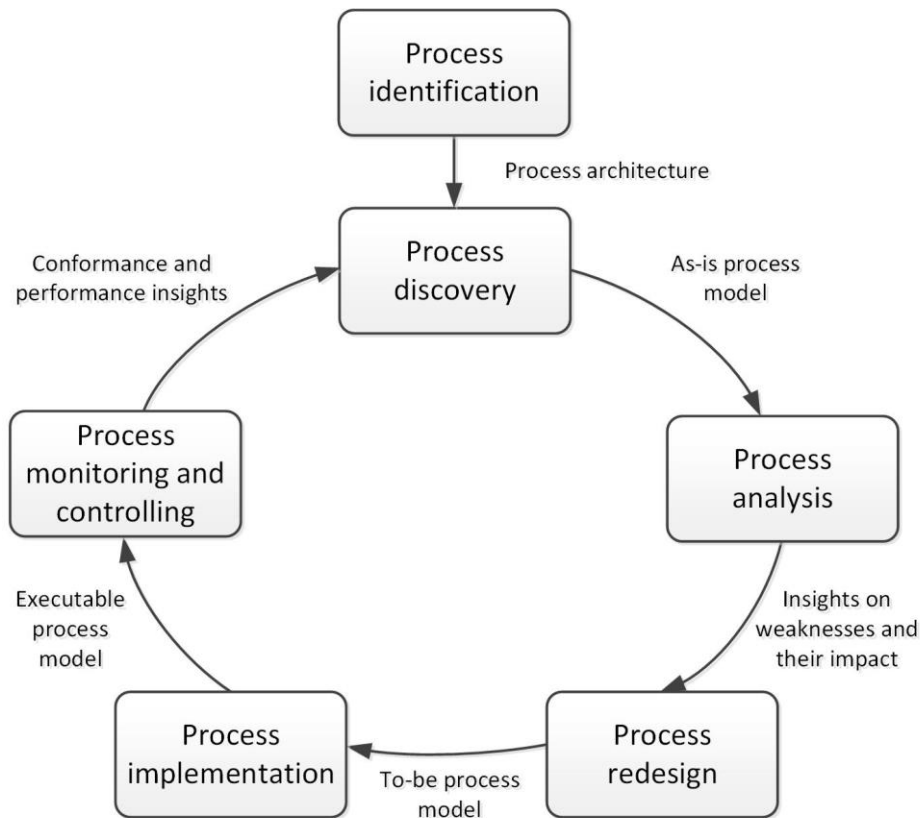 Process
identification
Process architecture
Process
discovery
As-is process
model
Process
analysis
Insights on
weaknesses and
their impact
Process
redesign
To-be process
model
Process
implementation
Executable
process
model
Process
monitoring and
controlling
Conformance and
performance insights